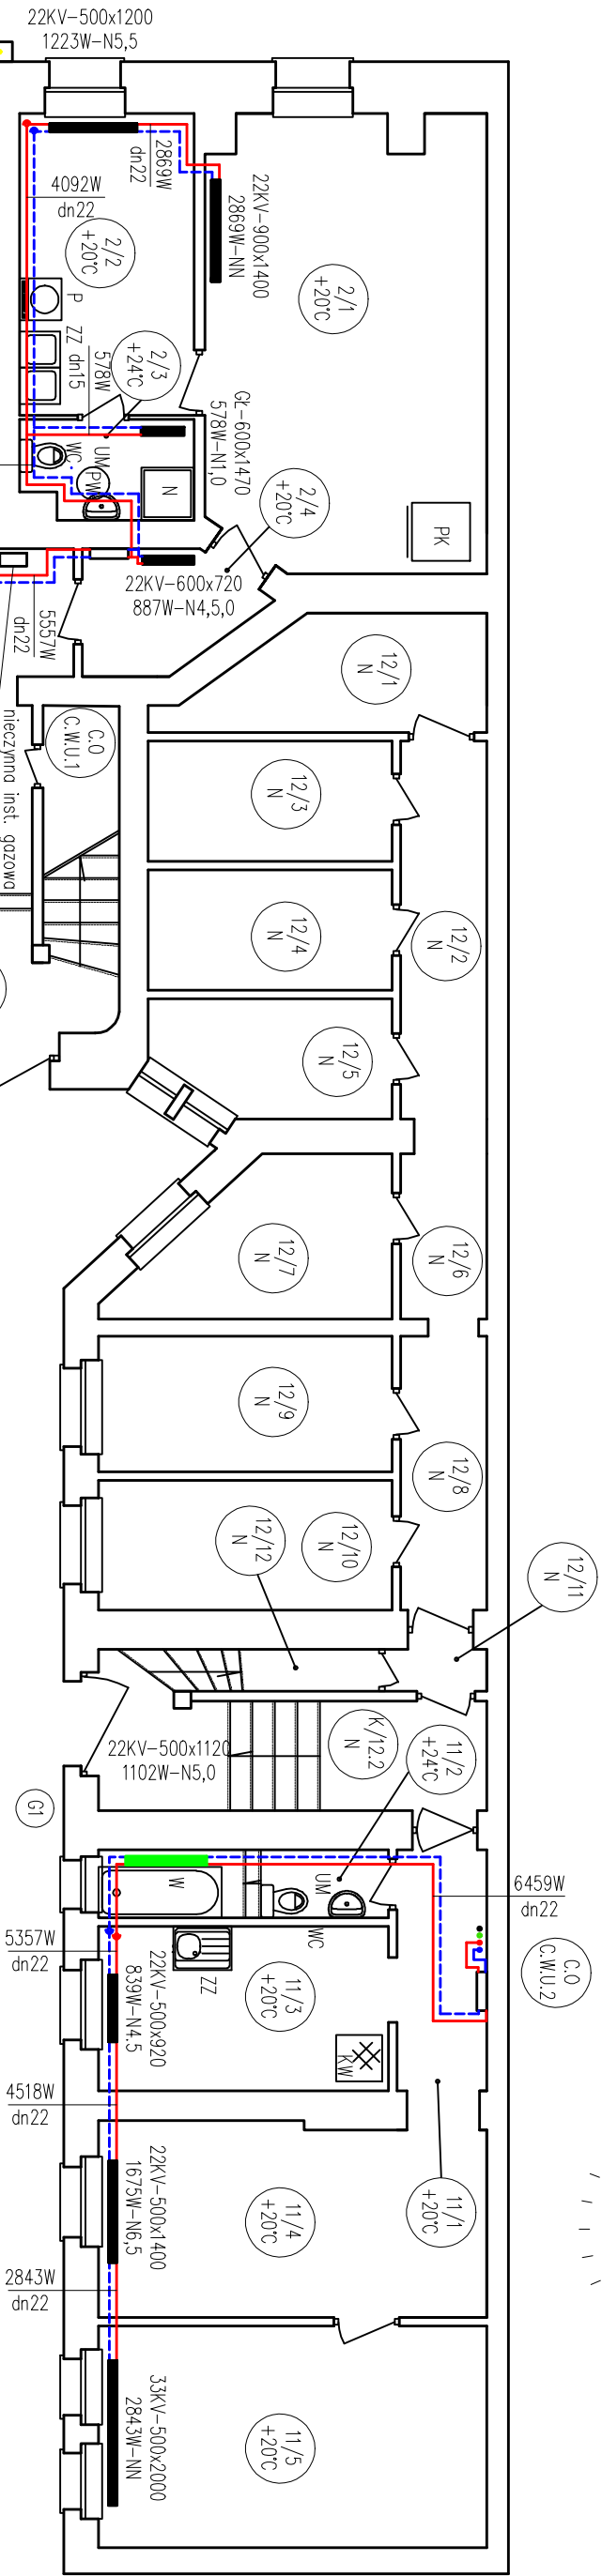 22KV-500x1200
1223W-N5,5
2869W
dn22
4092W
dn22
22KV-900x1400
2869W-NN
2/2
+20°C
2/1
+20°C
P
ZZ
578W
dn15
2/3
+24°C
GŁ-600x1470
578W-N1,0
WC
UM
PW
N
2/4
+20°C
PK
22KV-600x720
887W-N4,5,0
5557W
dn22
12/1
N
C.O
C.W.U.1
nieczynna inst. gazowa
12/3
N
12/4
N
12/2
N
12/5
N
12/7
N
12/6
N
12/9
N
12/8
N
12/12
N
12/10
N
12/11
N
22KV-500x1120
1102W-N5,0
K/12.2
N
11/2
+24°C
G1
W
UM
WC
6459W
dn22
C.O
C.W.U.2
5357W
dn22
22KV-500x920
839W-N4.5
ZZ
11/3
+20°C
KW
4518W
dn22
22KV-500x1400
1675W-N6,5
11/4
+20°C
11/1
+20°C
2843W
dn22
33KV-500x2000
2843W-NN
11/5
+20°C